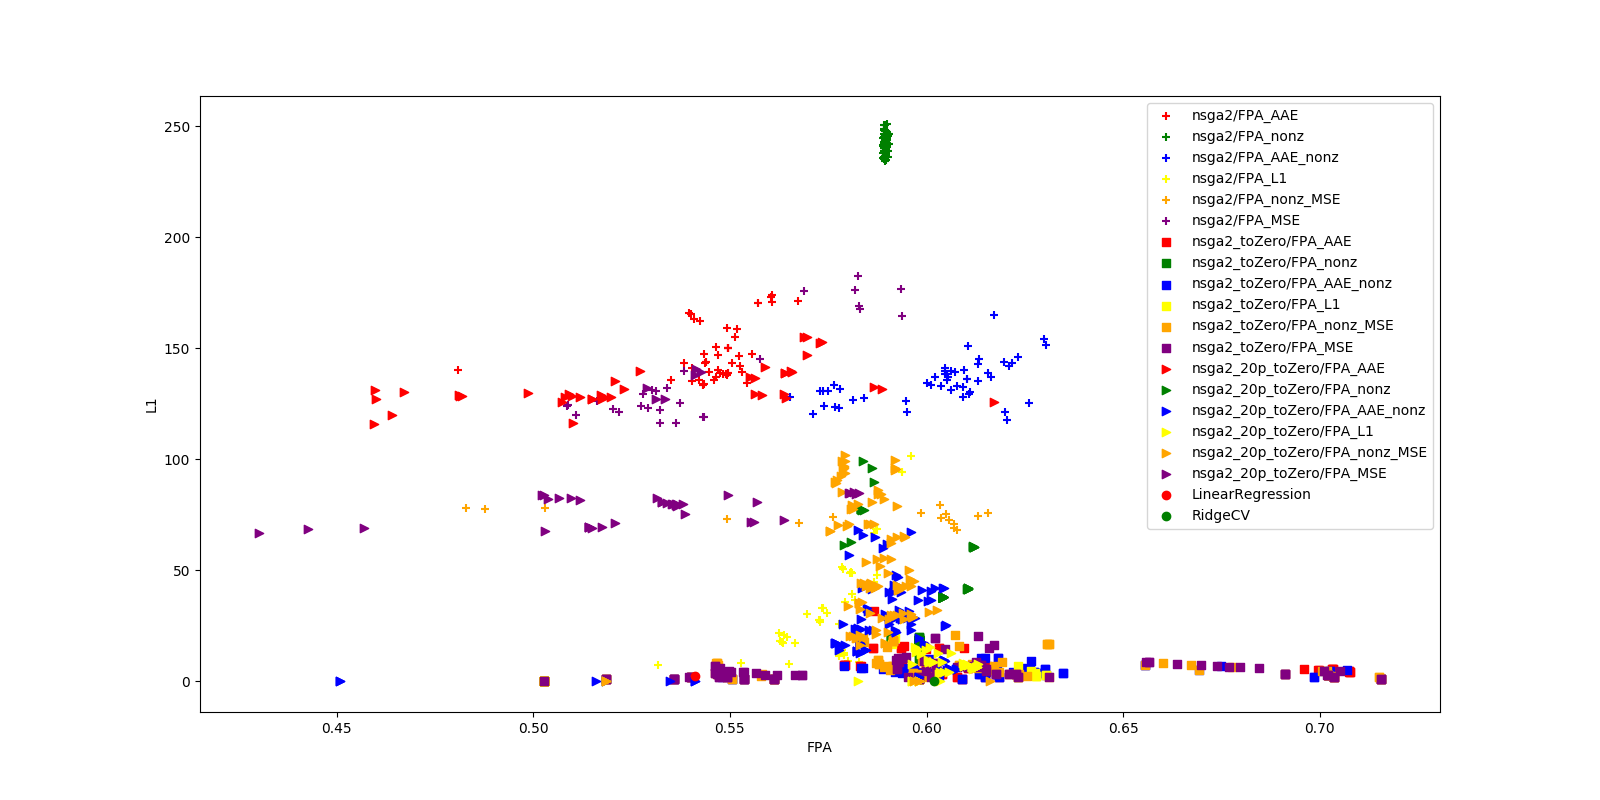 250
200
150
100
50
0
L1
0.45
0.50
0.55
0.60
0.65
0.70
FPA
nsga2/FPA_AAE
nsga2/FPA_nonz
nsga2/FPA_AAE_nonz
nsga2/FPA_L1
nsga2/FPA_nonz_MSE
nsga2/FPA_MSE
nsga2_toZero/FPA_AAE
nsga2_toZero/FPA_nonz
nsga2_toZero/FPA_AAE_nonz
nsga2_toZero/FPA_L1
nsga2_toZero/FPA_nonz_MSE
nsga2_toZero/FPA_MSE
nsga2_20p_toZero/FPA_AAE
nsga2_20p_toZero/FPA_nonz
nsga2_20p_toZero/FPA_AAE_nonz
nsga2_20p_toZero/FPA_L1
nsga2_20p_toZero/FPA_nonz_MSE
nsga2_20p_toZero/FPA_MSE
LinearRegression
RidgeCV